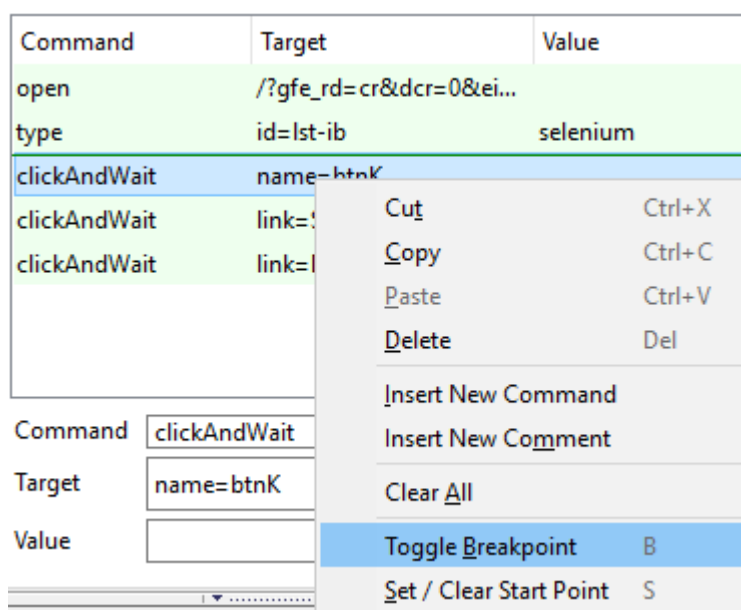 Command Target Value
open /?gfe_rd=cr&dcr=0&ei...
type id=lst-ib selenium
clickAndWait name=btnK
clickAndWait link=
clickAndWait link=
Cut Ctrl+X
Copy Ctrl+C
Paste Ctrl+V
Delete Del
Insert New Command
Insert New Comment
Clear All
Toggle Breakpoint B
Set / Clear Start Point S
Command clickAndWait
Target name=btnK
Value